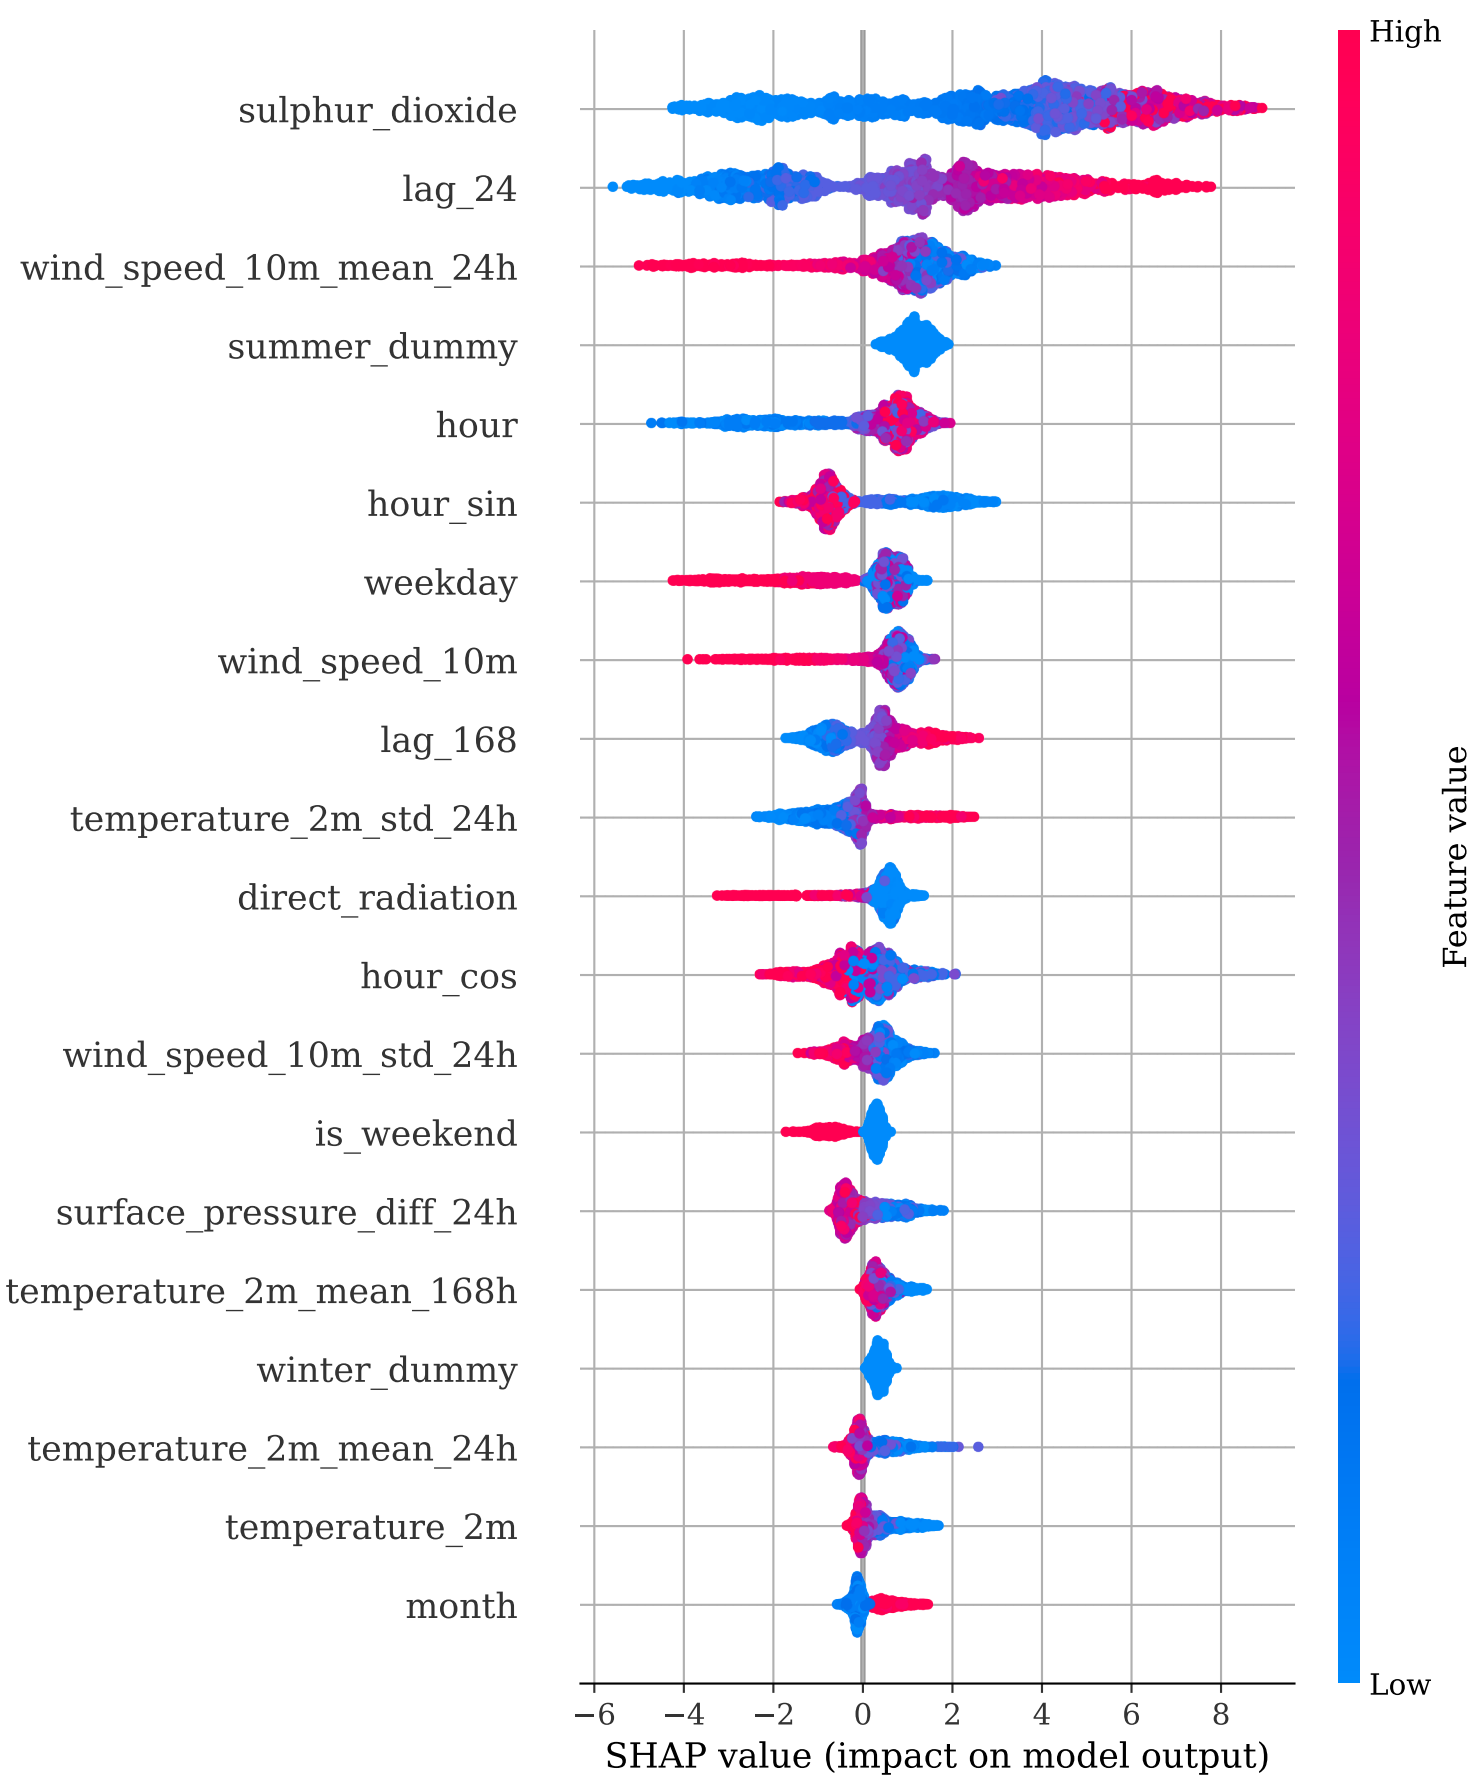 High
sulphur_dioxide
lag_24
wind_speed_10m_mean_24h
summer_dummy
hour
hour_sin
weekday
wind_speed_10m
lag_168
temperature_2m_std_24h
direct_radiation
hour_cos
wind_speed_10m_std_24h
is_weekend
surface_pressure_diff_24h
temperature_2m_mean_168h
winter_dummy
temperature_2m_mean_24h
temperature_2m
month
Feature value
Low
−6 −4 −2 0 2 4 6 8
SHAP value (impact on model output)